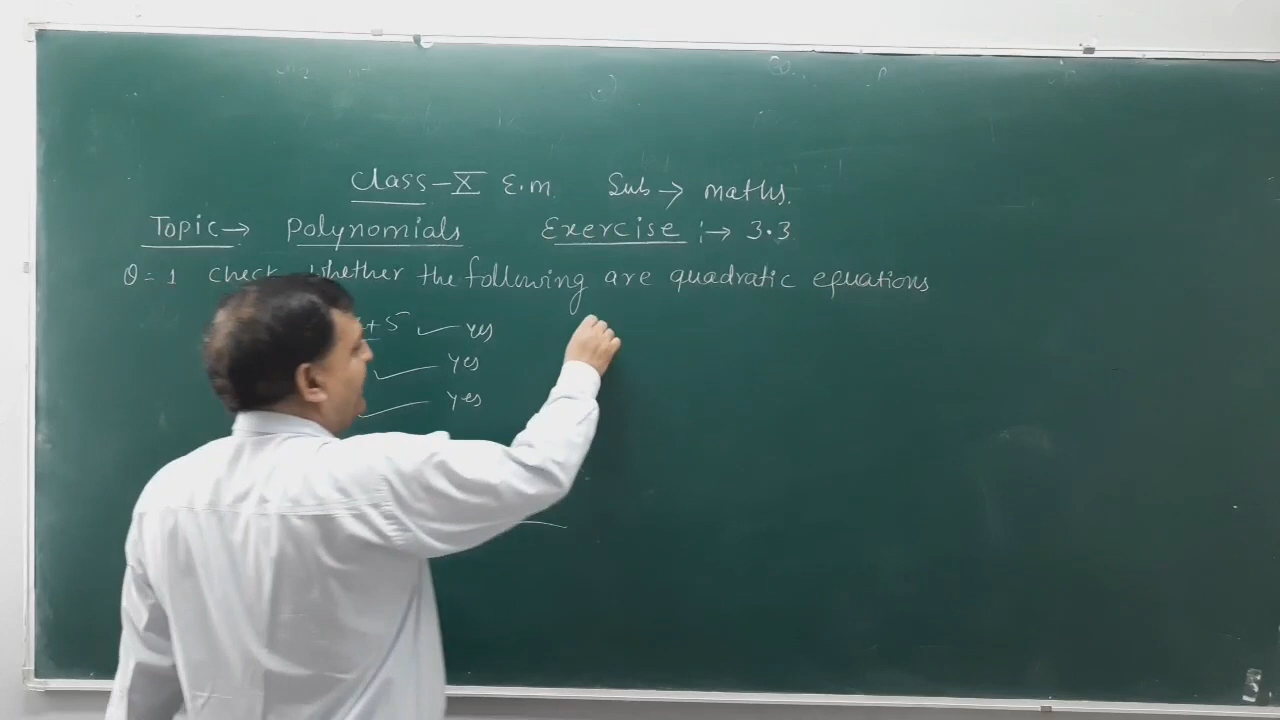 Class - X E.m. Sub → maths.
Topic → Polynomials Exercise :→ 3.3
Q = 1 check whether the following are quadratic equations
+ 5 yes
yes
yes